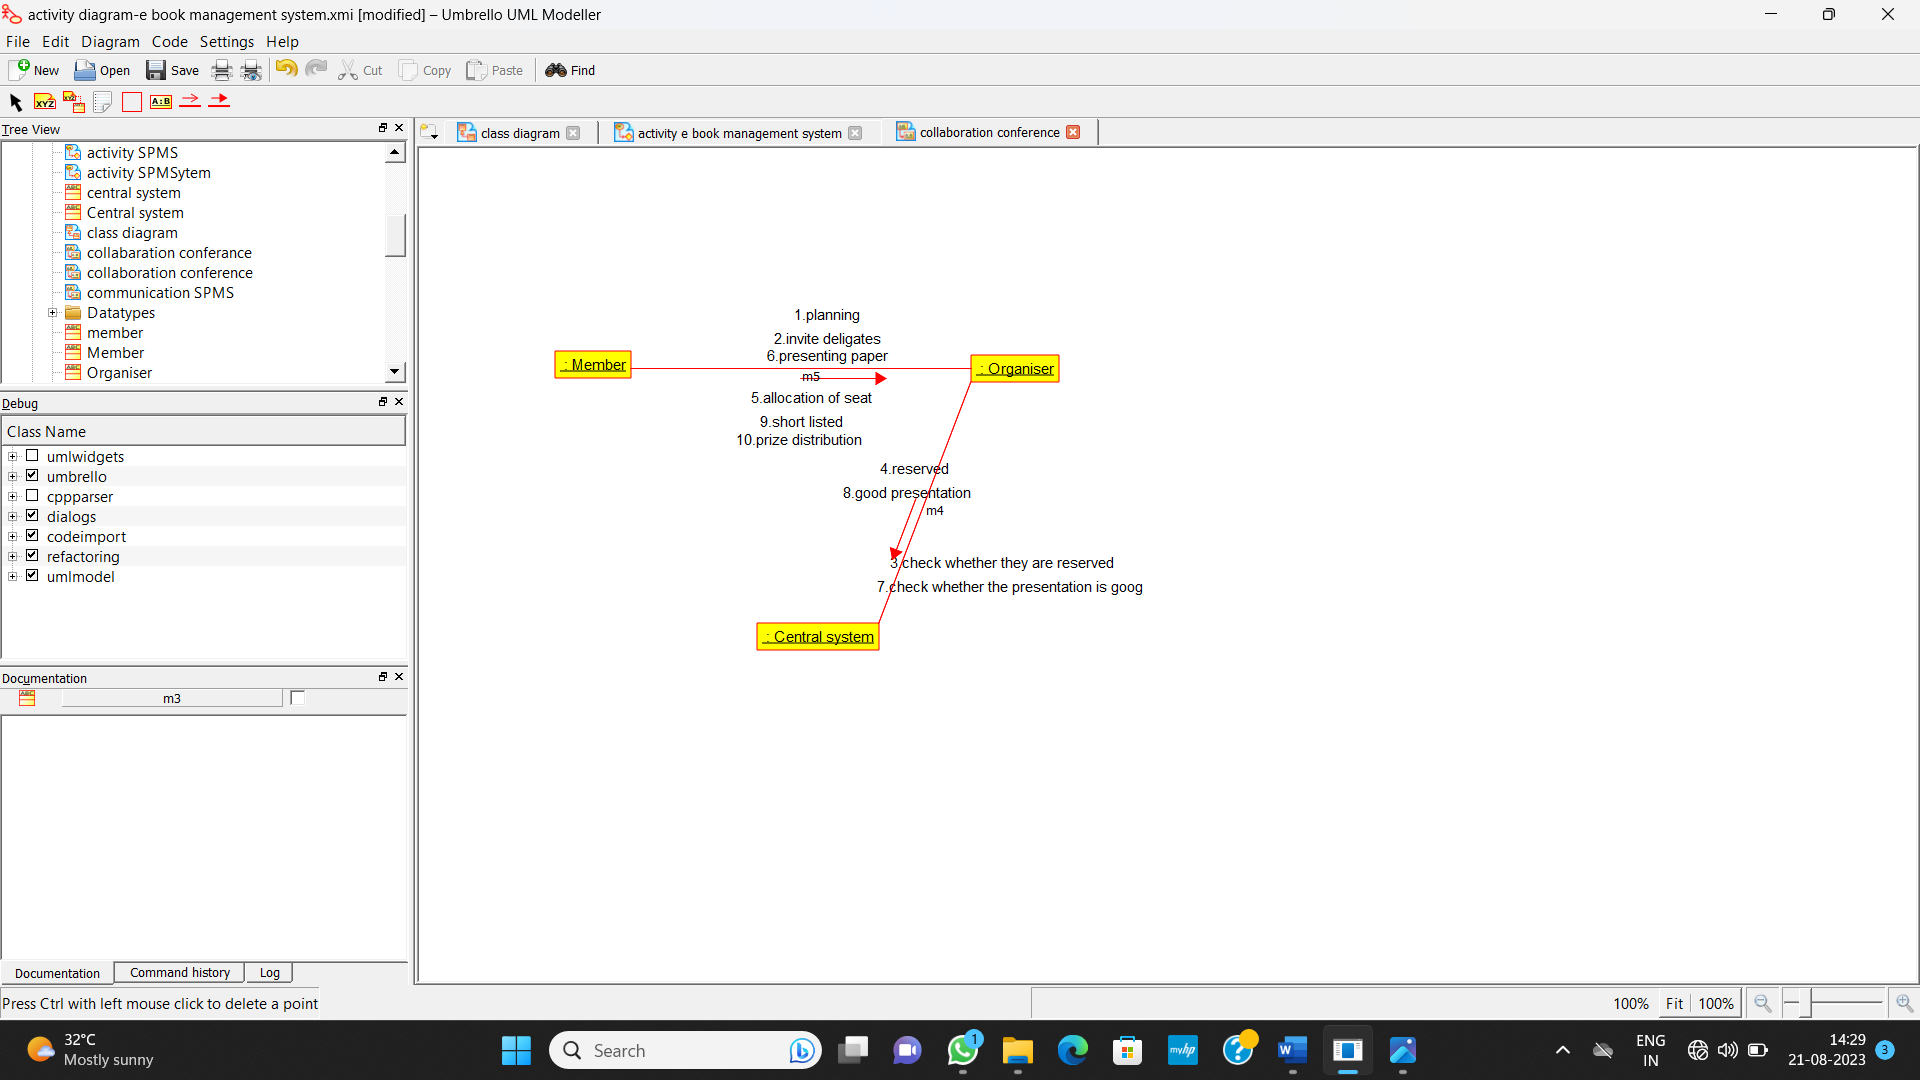 activity diagram-e book management system.xmi [modified] – Umbrello UML Modeller
File Edit Diagram Code Settings Help
New Open Save Cut Copy Paste Find
XYZ XYZ A:B
Tree View
class diagram
activity e book management system
collaboration conference
activity SPMS
activity SPMSytem
central system
Central system
class diagram
collabaration conferance
collaboration conference
communication SPMS
Datatypes
member
Member
Organiser
Debug
Class Name
umlwidgets
umbrello
cppparser
dialogs
codeimport
refactoring
umlmodel
Documentation
m3
Documentation Command history Log
Press Ctrl with left mouse click to delete a point
1.planning
2.invite deligates
6.presenting paper
: Member
: Organiser
m5
5.allocation of seat
9.short listed
10.prize distribution
4.reserved
8.good presentation
m4
3.check whether they are reserved
7.check whether the presentation is goog
: Central system
100% Fit 100%
32°C
Mostly sunny
Search
1
myhp
W
ENG
IN
14:29
21-08-2023
3